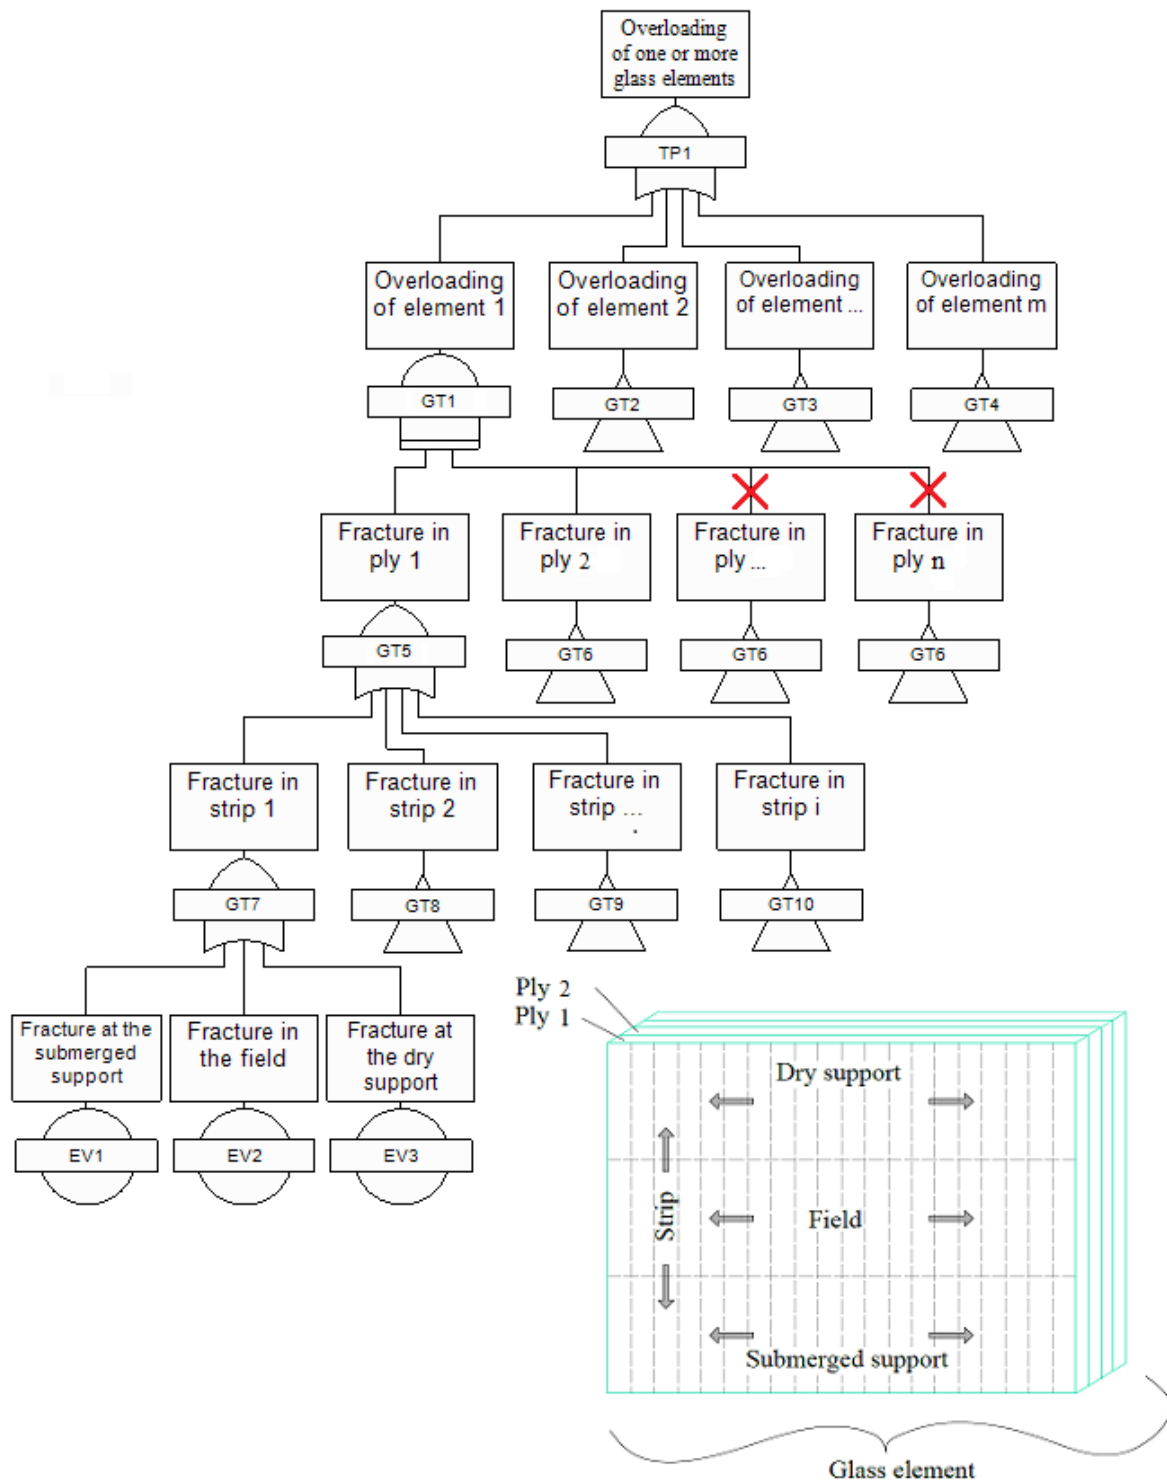 Overloading
of one or more
glass elements
TP1
Overloading
of element 1
Overloading
of element 2
Overloading
of element ...
Overloading
of element m
GT1
GT2
GT3
GT4
Fracture in
ply 1
Fracture in
ply 2
Fracture in
ply ...
Fracture in
ply n
GT5
GT6
GT6
GT6
Fracture in
strip 1
Fracture in
strip 2
Fracture in
strip ...
Fracture in
strip i
GT7
GT8
GT9
GT10
Fracture at the
submerged
support
Fracture in
the field
Fracture at
the dry
support
EV1
EV2
EV3
Ply 2
Ply 1
Dry support
Strip
Field
Submerged support
Glass element